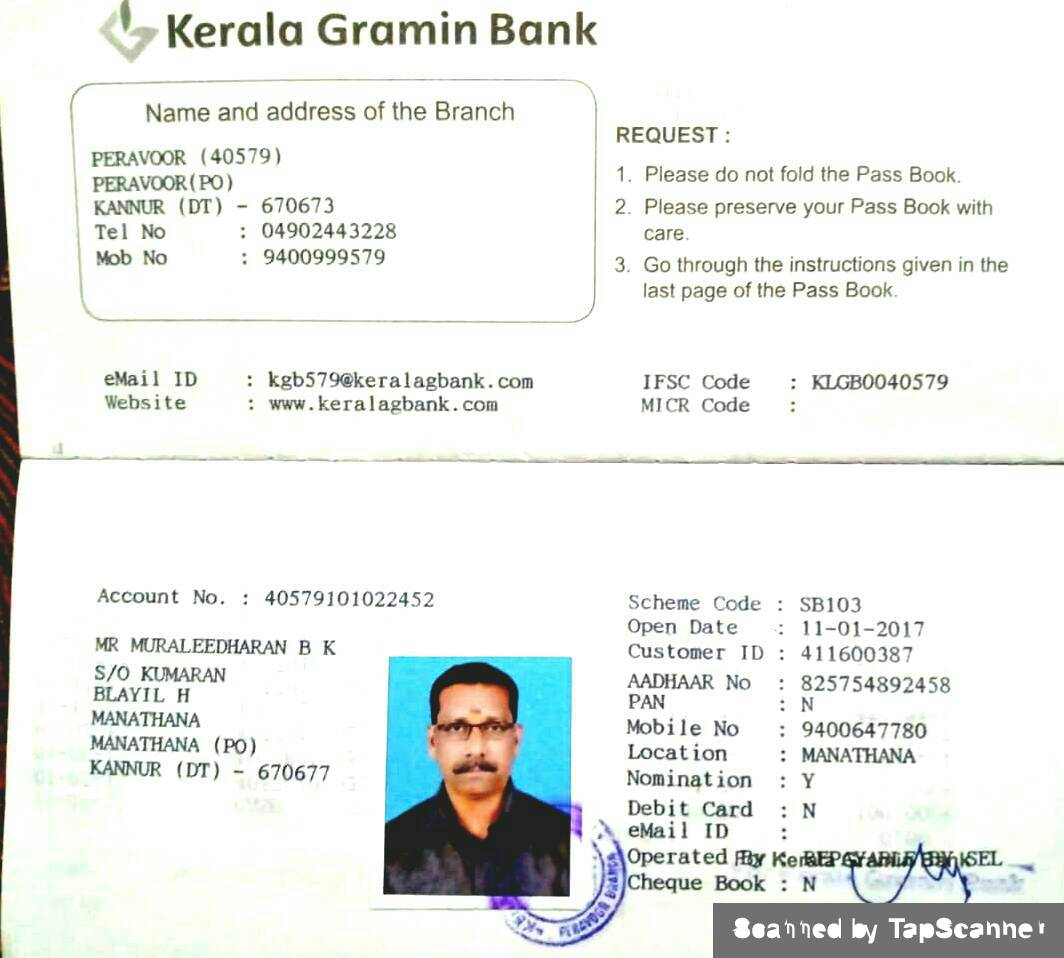 Kerala Gramin Bank
Name and address of the Branch
PERAVOOR (40579)
PERAVOOR(PO)
KANNUR (DT) - 670673
Tel No : 04902443228
Mob No : 9400999579
REQUEST :
1. Please do not fold the Pass Book.
2. Please preserve your Pass Book with
care.
3. Go through the instructions given in the
last page of the Pass Book.
eMail ID : kgb579@keralagbank.com
Website : www.keralagbank.com
IFSC Code : KLGB0040579
MICR Code :
Account No. : 40579101022452
MR MURALEEDHARAN B K
S/O KUMARAN
BLAYIL H
MANATHANA
MANATHANA (PO)
KANNUR (DT) - 670677
Scheme Code : SB103
Open Date : 11-01-2017
Customer ID : 411600387
AADHAAR No : 825754892458
PAN : N
Mobile No : 9400647780
Location : MANATHANA
Nomination : Y
Debit Card : N
eMail ID :
Operated By : REPAYABLE BY SEL
For Kerala Gramin Bank
Cheque Book : N
PERAVOOR BRANCH
Scanned by TapScanner